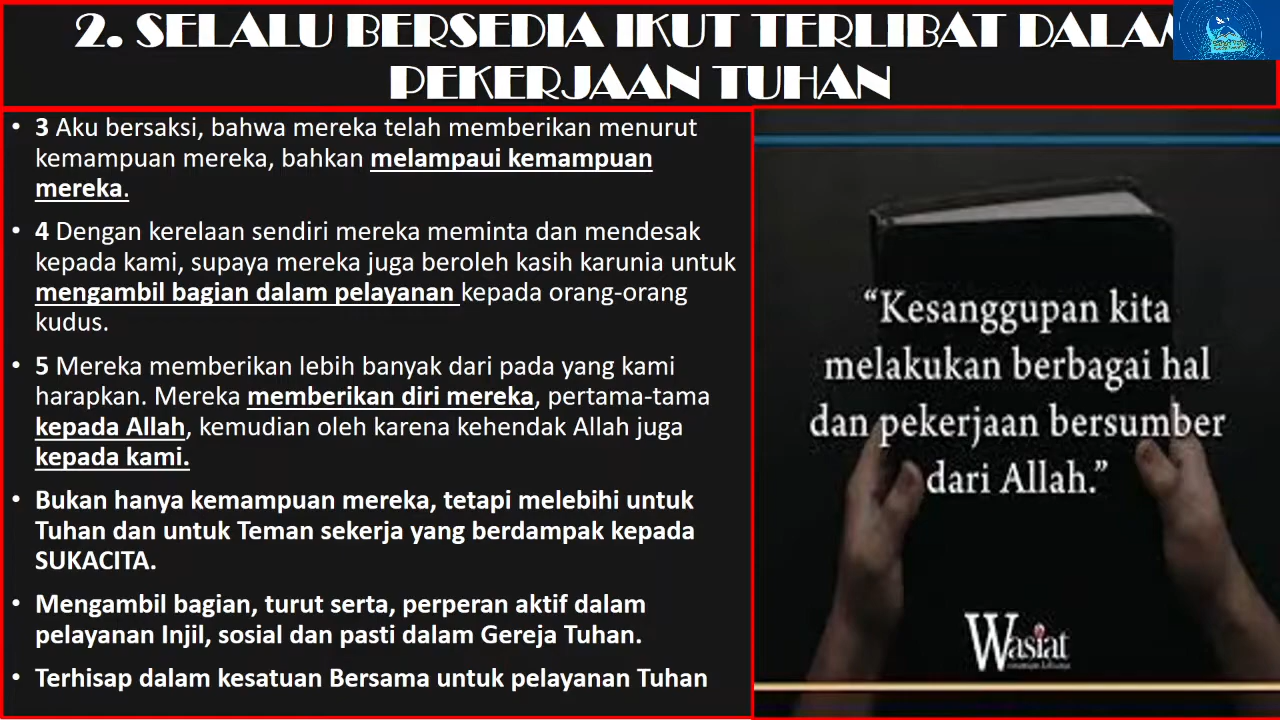 2. SELALU BERSEDIA IKUT TERLIBAT DALAM
PEKERJAAN TUHAN
• 3 Aku bersaksi, bahwa mereka telah memberikan menurut
kemampuan mereka, bahkan melampaui kemampuan
mereka.
• 4 Dengan kerelaan sendiri mereka meminta dan mendesak
kepada kami, supaya mereka juga beroleh kasih karunia untuk
mengambil bagian dalam pelayanan kepada orang-orang
kudus.
• 5 Mereka memberikan lebih banyak dari pada yang kami
harapkan. Mereka memberikan diri mereka, pertama-tama
kepada Allah, kemudian oleh karena kehendak Allah juga
kepada kami.
• Bukan hanya kemampuan mereka, tetapi melebihi untuk
Tuhan dan untuk Teman sekerja yang berdampak kepada
SUKACITA.
• Mengambil bagian, turut serta, perperan aktif dalam
pelayanan Injil, sosial dan pasti dalam Gereja Tuhan.
• Terhisap dalam kesatuan Bersama untuk pelayanan Tuhan
“Kesanggupan kita
melakukan berbagai hal
dan pekerjaan bersumber
dari Allah.”
Wasiat